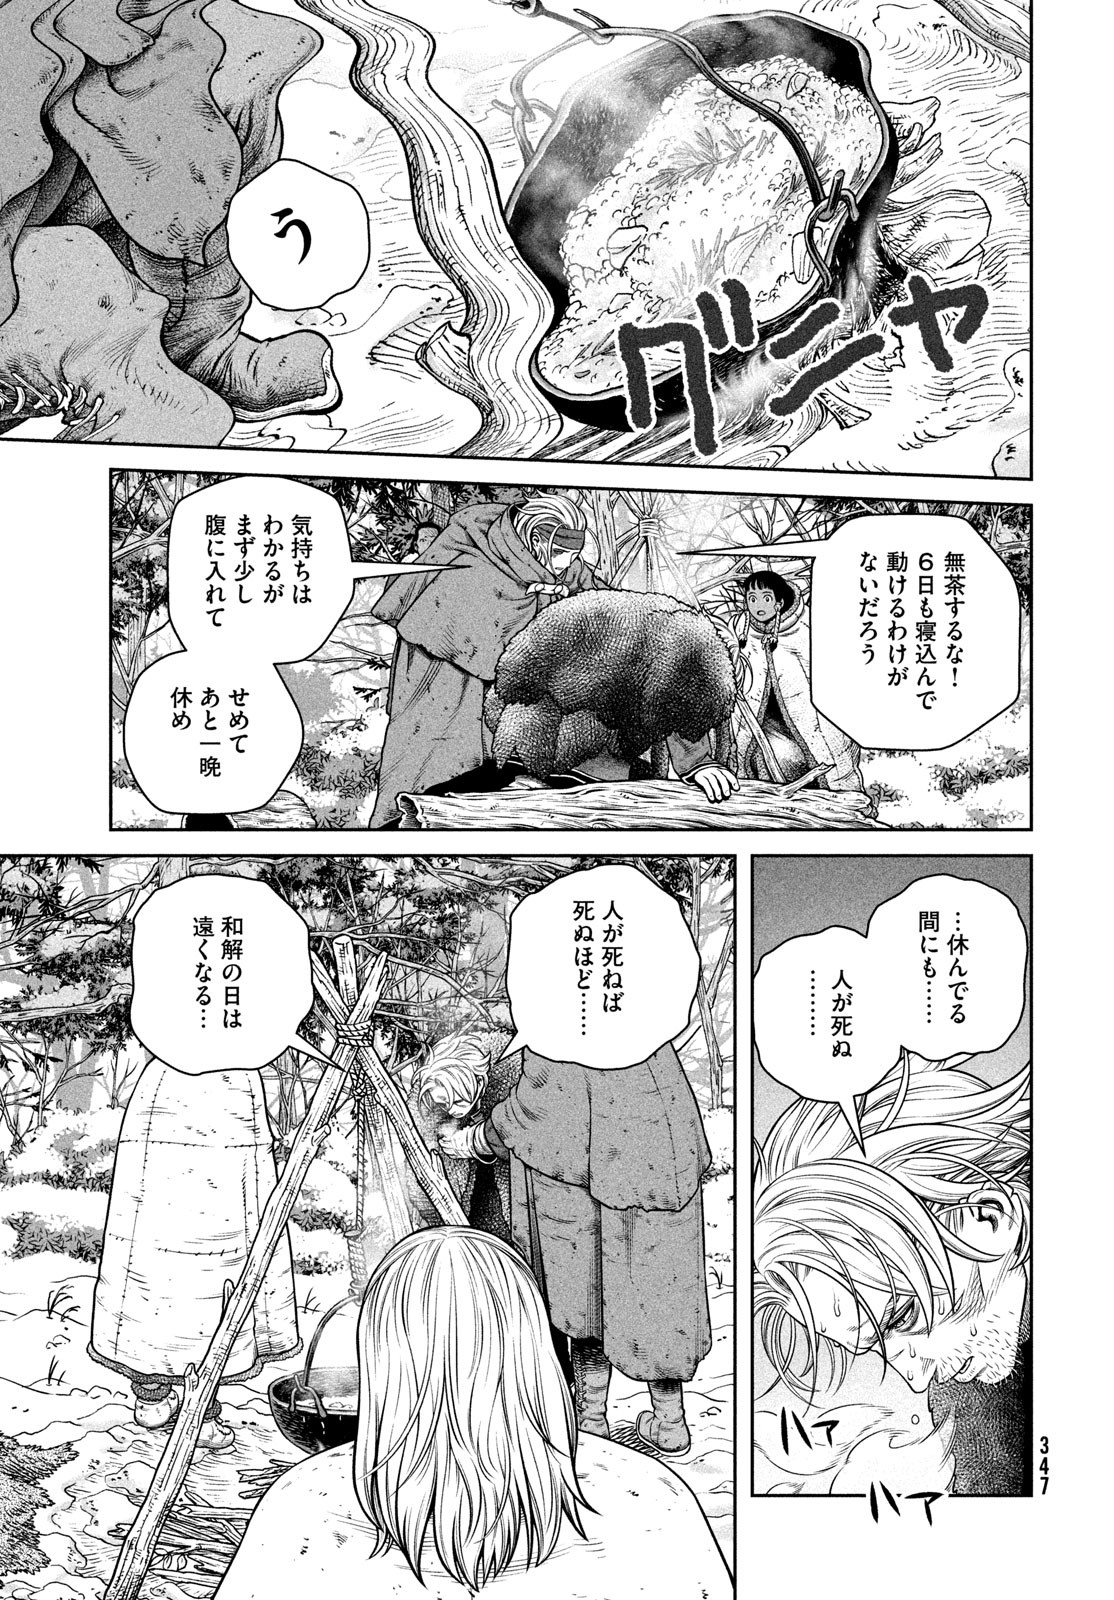 グニャ
う
無茶するな！
６日も寝込んで
動けるわけが
ないだろう
気持ちは
わかるが
まず少し
腹に入れて
せめて
あと一晩
休め
…休んでる
間にも……
人が死ぬ
………
ハァ
ハァ
人が死ねば
死ぬほど…
和解の日は
遠くなる…
347